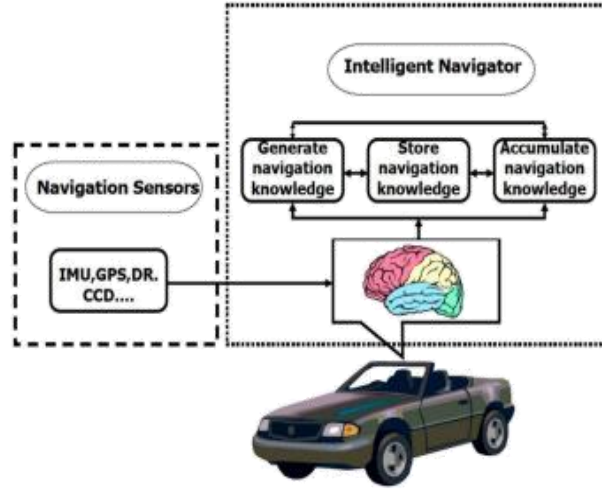 Intelligent Navigator
Generate
navigation
knowledge
Store
navigation
knowledge
Accumulate
navigation
knowledge
Navigation Sensors
IMU,GPS,DR.
CCD....